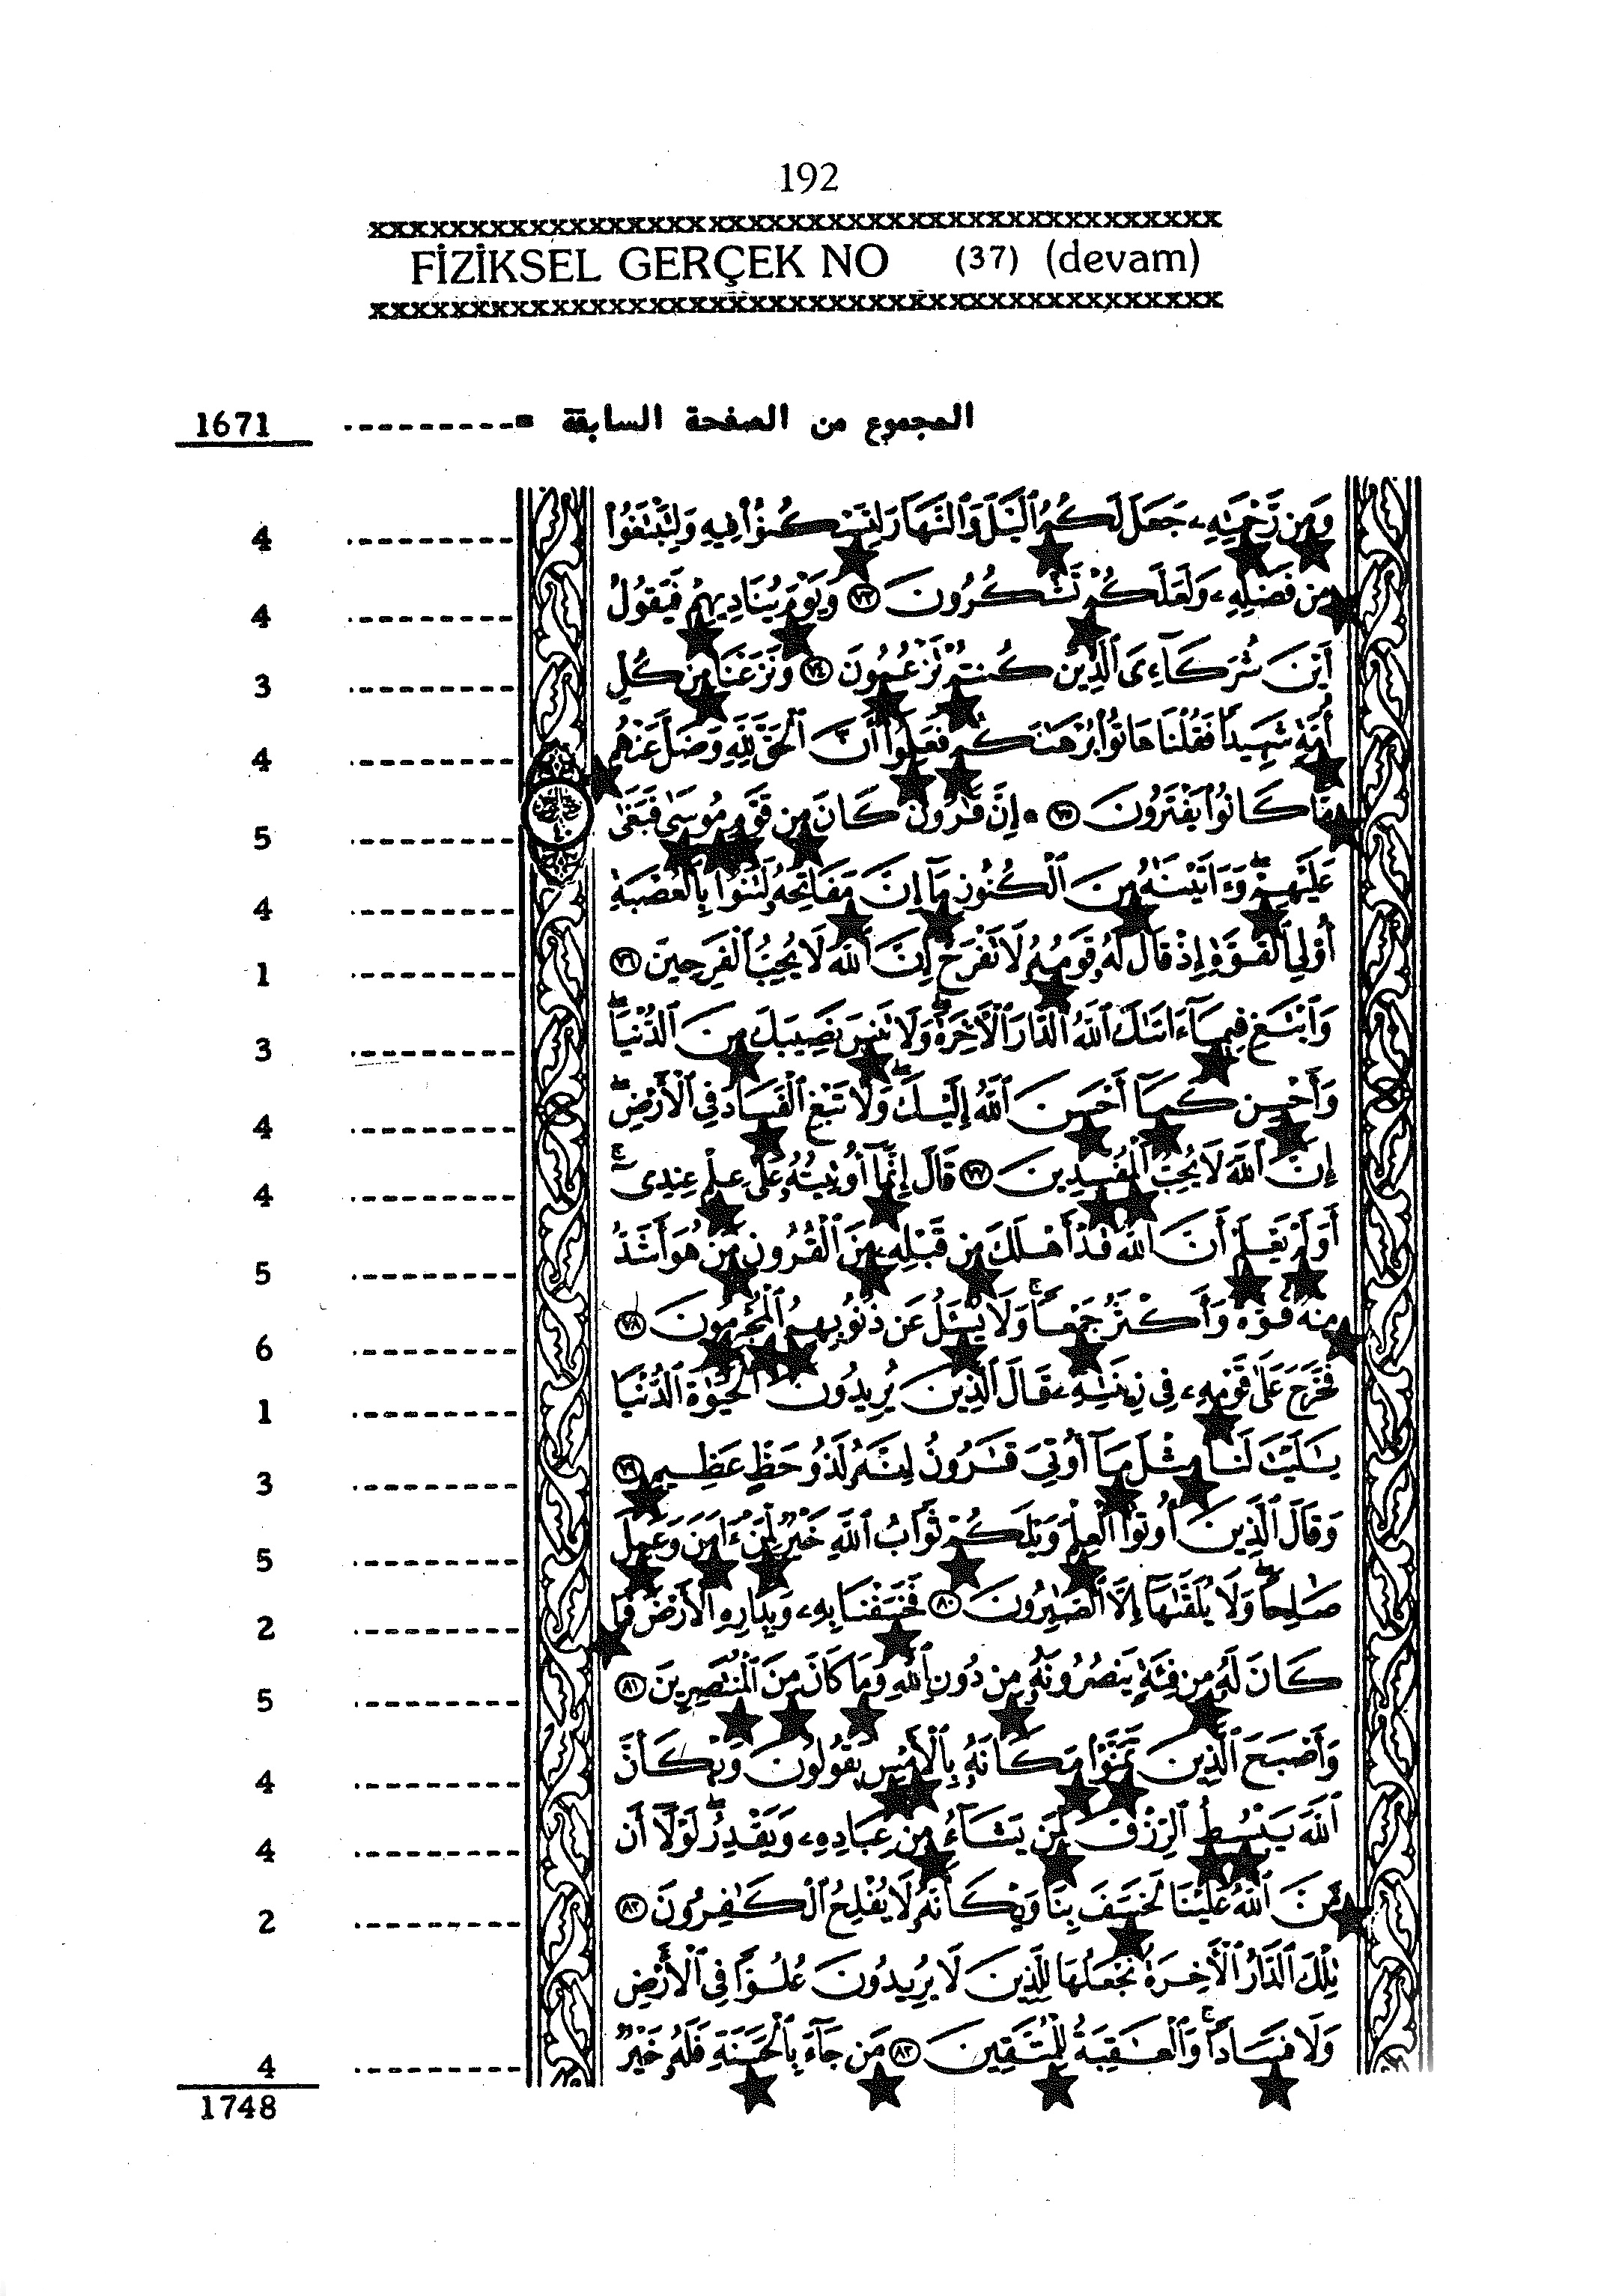 192
xxxxxxxxxxxxxxxxxxxxxxxxxxxxxxxxxxxxxxxxxxx
FİZİKSEL GERÇEK NO (37) (devam)
xxxxxxxxxxxxxxxxxxxxxxxxxxxxxxxxxxxxxxxxxxx
المجموع من الصفحة السابقة = ---------- 1671
وَمِن رَّحْمَتِهِۦ جَعَلَ لَكُمُ ٱلَّيْلَ وَٱلنَّهَارَ لِتَسْكُنُوا۟ فِيهِ وَلِتَبْتَغُوا۟ --------- 4
مِن فَضْلِهِۦ وَلَعَلَّكُمْ تَشْكُرُونَ ٧٣ وَيَوْمَ يُنَادِيهِمْ فَيَقُولُ --------- 4
أَيْنَ شُرَكَآءِىَ ٱلَّذِينَ كُنتُمْ تَزْعُمُونَ ٧٤ وَنَزَعْنَا مِن كُلِّ --------- 3
أُمَّةٍ شَهِيدًا فَقُلْنَا هَاتُوا۟ بُرْهَٰنَكُمْ فَعَلِمُوٓا۟ أَنَّ ٱلْحَقَّ لِلَّهِ وَضَلَّ عَنْهُم --------- 4
مَّا كَانُوا۟ يَفْتَرُونَ ٧٥ ۞ إِنَّ قَٰرُونَ كَانَ مِن قَوْمِ مُوسَىٰ فَبَغَىٰ --------- 5
عَلَيْهِمْ ۖ وَءَاتَيْنَٰهُ مِنَ ٱلْكُنُوزِ مَآ إِنَّ مَفَاتِحَهُۥ لَتَنُوٓأُ بِٱلْعُصْبَةِ --------- 4
أُو۟لِى ٱلْقُوَّةِ إِذْ قَالَ لَهُۥ قَوْمُهُۥ لَا تَفْرَحْ ۖ إِنَّ ٱللَّهَ لَا يُحِبُّ ٱلْفَرِحِينَ ٧٦ --------- 1
وَٱبْتَغِ فِيمَآ ءَاتَىٰكَ ٱللَّهُ ٱلدَّارَ ٱلْءَاخِرَةَ ۖ وَلَا تَنسَ نَصِيبَكَ مِنَ ٱلدُّنْيَا ۖ --------- 3
وَأَحْسِن كَمَآ أَحْسَنَ ٱللَّهُ إِلَيْكَ ۖ وَلَا تَبْغِ ٱلْفَسَادَ فِى ٱلْأَرْضِ ۖ --------- 4
إِنَّ ٱللَّهَ لَا يُحِبُّ ٱلْمُفْسِدِينَ ٧٧ قَالَ إِنَّمَآ أُوتِيتُهُۥ عَلَىٰ عِلْمٍ عِندِىٓ ۚ --------- 4
أَوَلَمْ يَعْلَمْ أَنَّ ٱللَّهَ قَدْ أَهْلَكَ مِن قَبْلِهِۦ مِنَ ٱلْقُرُونِ مَنْ هُوَ أَشَدُّ --------- 5
مِنْهُ قُوَّةً وَأَكْثَرُ جَمْعًا ۚ وَلَا يُسْـَٔلُ عَن ذُنُوبِهِمُ ٱلْمُجْرِمُونَ ٧٨ --------- 6
فَخَرَجَ عَلَىٰ قَوْمِهِۦ فِى زِينَتِهِۦ ۖ قَالَ ٱلَّذِينَ يُرِيدُونَ ٱلْحَيَوٰةَ ٱلدُّنْيَا --------- 1
يَٰلَيْتَ لَنَا مِثْلَ مَآ أُوتِىَ قَٰرُونُ إِنَّهُۥ لَذُو حَظٍّ عَظِيمٍ ٧٩ --------- 3
وَقَالَ ٱلَّذِينَ أُوتُوا۟ ٱلْعِلْمَ وَيْلَكُمْ ثَوَابُ ٱللَّهِ خَيْرٌ لِّمَنْ ءَامَنَ وَعَمِلَ --------- 5
صَٰلِحًا ۖ وَلَا يُلَقَّىٰهَآ إِلَّا ٱلصَّٰبِرُونَ ٨٠ فَخَسَفْنَا بِهِۦ وَبِدَارِهِ ٱلْأَرْضَ فَمَا --------- 2
كَانَ لَهُۥ مِن فِئَةٍ يَنصُرُونَهُۥ مِن دُونِ ٱللَّهِ وَمَا كَانَ مِنَ ٱلْمُنتَصِرِينَ ٨١ --------- 5
وَأَصْبَحَ ٱلَّذِينَ تَمَنَّوْا۟ مَكَانَهُۥ بِٱلْأَمْسِ يَقُولُونَ وَيْكَأَنَّ --------- 4
ٱللَّهَ يَبْسُطُ ٱلرِّزْقَ لِمَن يَشَآءُ مِنْ عِبَادِهِۦ وَيَقْدِرُ ۖ لَوْلَآ أَن --------- 4
مَّنَّ ٱللَّهُ عَلَيْنَا لَخَسَفَ بِنَا ۖ وَيْكَأَنَّهُۥ لَا يُفْلِحُ ٱلْكَٰفِرُونَ ٨٢ --------- 2
تِلْكَ ٱلدَّارُ ٱلْءَاخِرَةُ نَجْعَلُهَا لِلَّذِينَ لَا يُرِيدُونَ عُلُوًّا فِى ٱلْأَرْضِ
وَلَا فَسَادًا ۚ وَٱلْعَٰقِبَةُ لِلْمُتَّقِينَ ٨٣ مَن جَآءَ بِٱلْحَسَنَةِ فَلَهُۥ خَيْرٌ --------- 4
1748